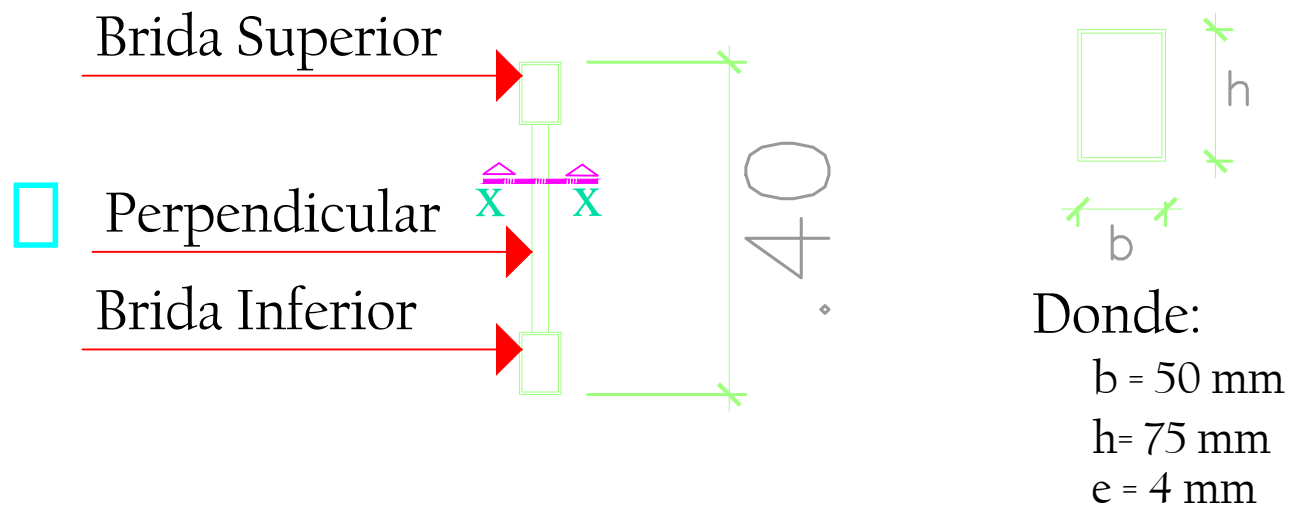 Brida Superior
h
.40
X X
Perpendicular
b
Brida Inferior
Donde:
b = 50 mm
h= 75 mm
e = 4 mm